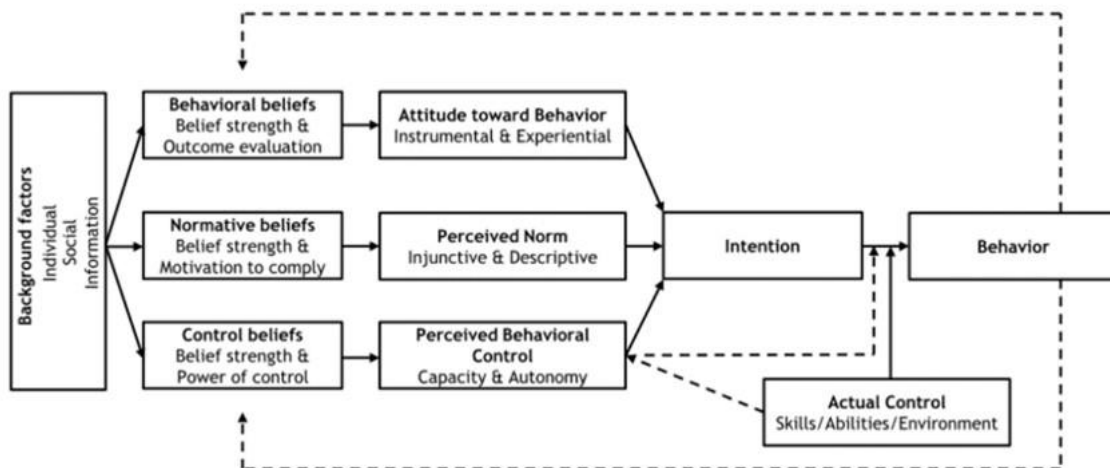 Background factors
Individual
Social
Information
Behavioral beliefs
Belief strength &
Outcome evaluation
Attitude toward Behavior
Instrumental & Experiential
Normative beliefs
Belief strength &
Motivation to comply
Perceived Norm
Injunctive & Descriptive
Control beliefs
Belief strength &
Power of control
Perceived Behavioral
Control
Capacity & Autonomy
Intention
Behavior
Actual Control
Skills/Abilities/Environment